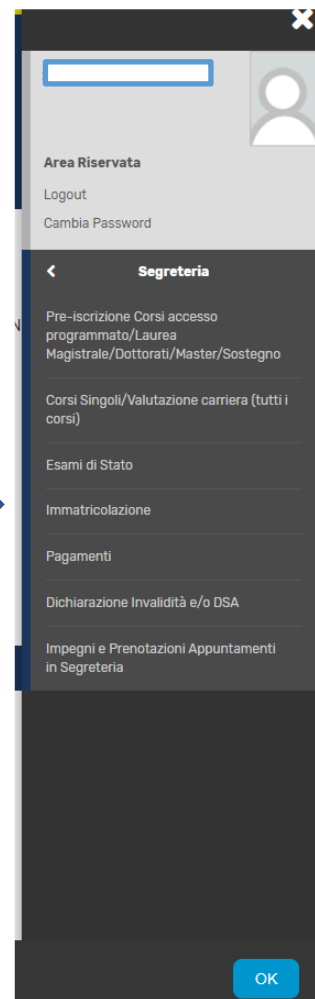 Area Riservata
Logout
Cambia Password
Segreteria
Pre-iscrizione Corsi accesso
programmato/Laurea
Magistrale/Dottorati/Master/Sostegno
Corsi Singoli/Valutazione carriera (tutti i
corsi)
Esami di Stato
Immatricolazione
Pagamenti
Dichiarazione Invalidità e/o DSA
Impegni e Prenotazioni Appuntamenti
in Segreteria
OK